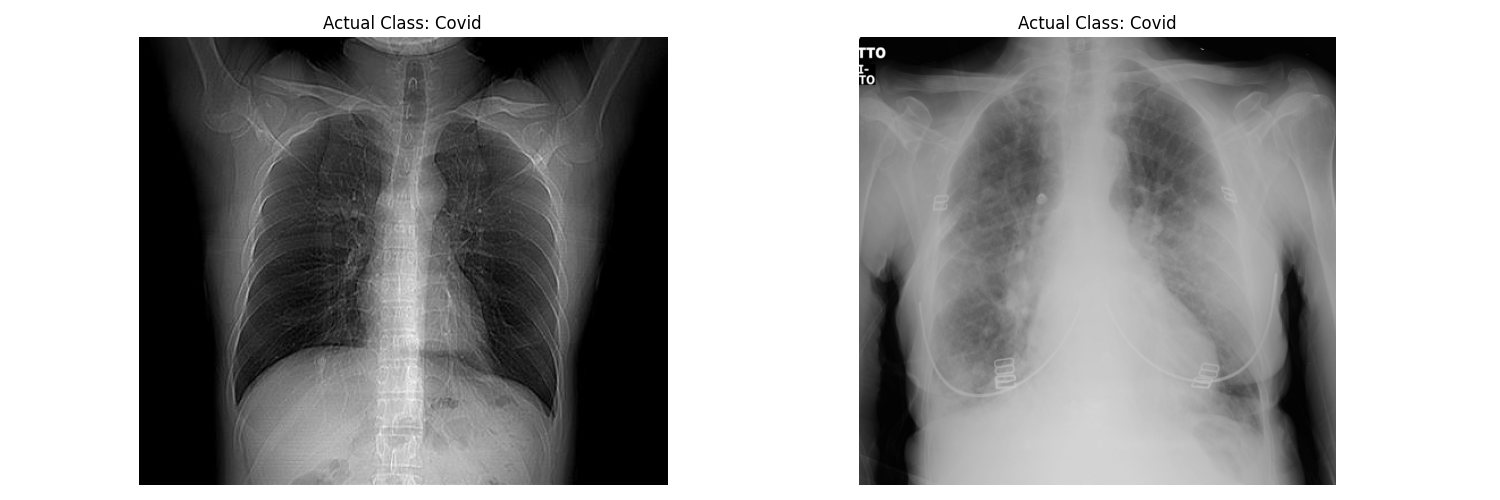 Actual Class: Covid
Actual Class: Covid
TTO
I-
TO